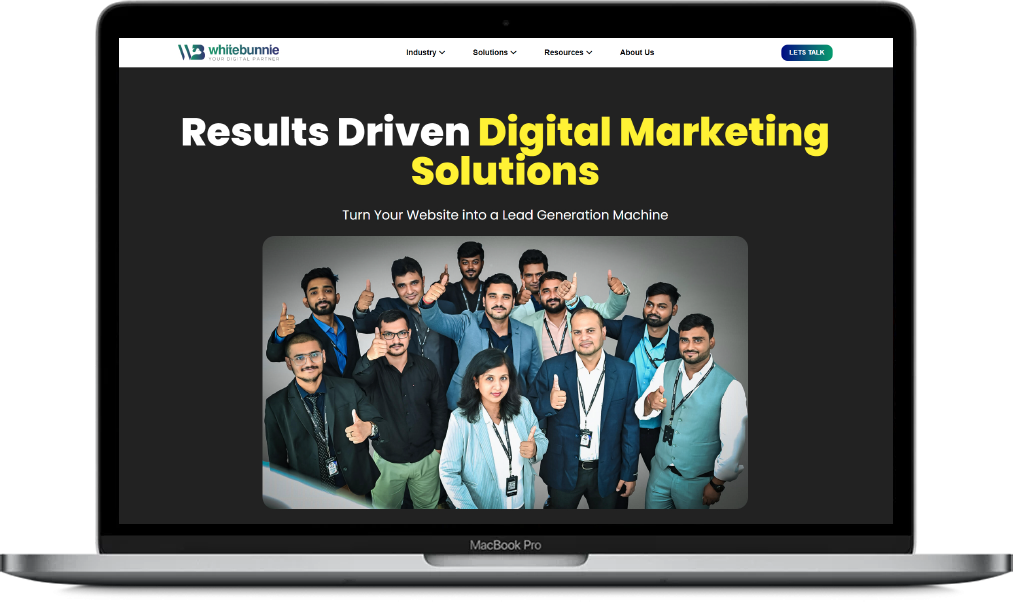 WB whitebunnie
YOUR DIGITAL PARTNER
Industry Solutions Resources About Us LETS TALK
Results Driven Digital Marketing
Solutions
Turn Your Website into a Lead Generation Machine
MacBook Pro